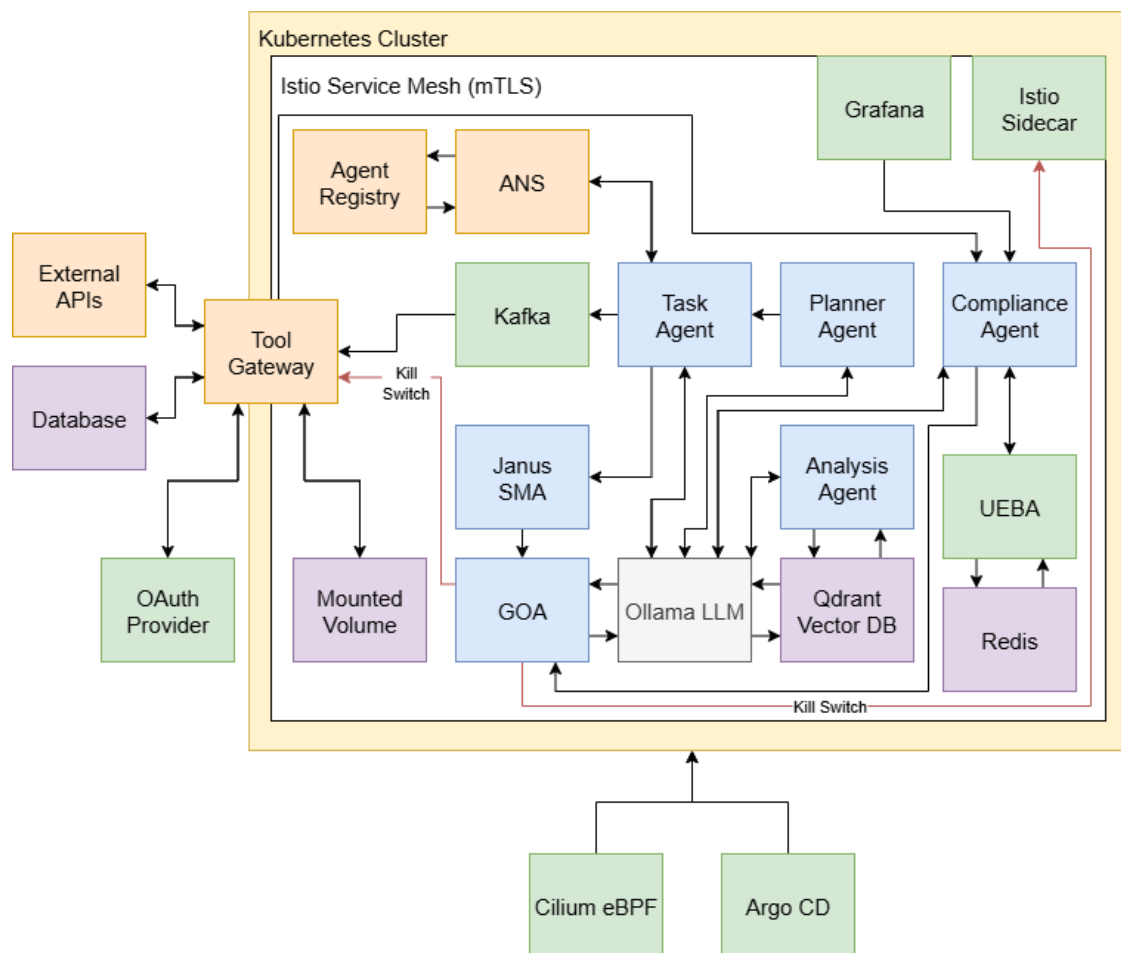 Kubernetes Cluster
Istio Service Mesh (mTLS)
Grafana
Istio
Sidecar
Agent
Registry
ANS
External
APIs
Tool
Gateway
Kafka
Task
Agent
Planner
Agent
Compliance
Agent
Kill
Switch
Database
Janus
SMA
Analysis
Agent
UEBA
OAuth
Provider
Mounted
Volume
GOA
Ollama LLM
Qdrant
Vector DB
Redis
Kill Switch
Cilium eBPF
Argo CD